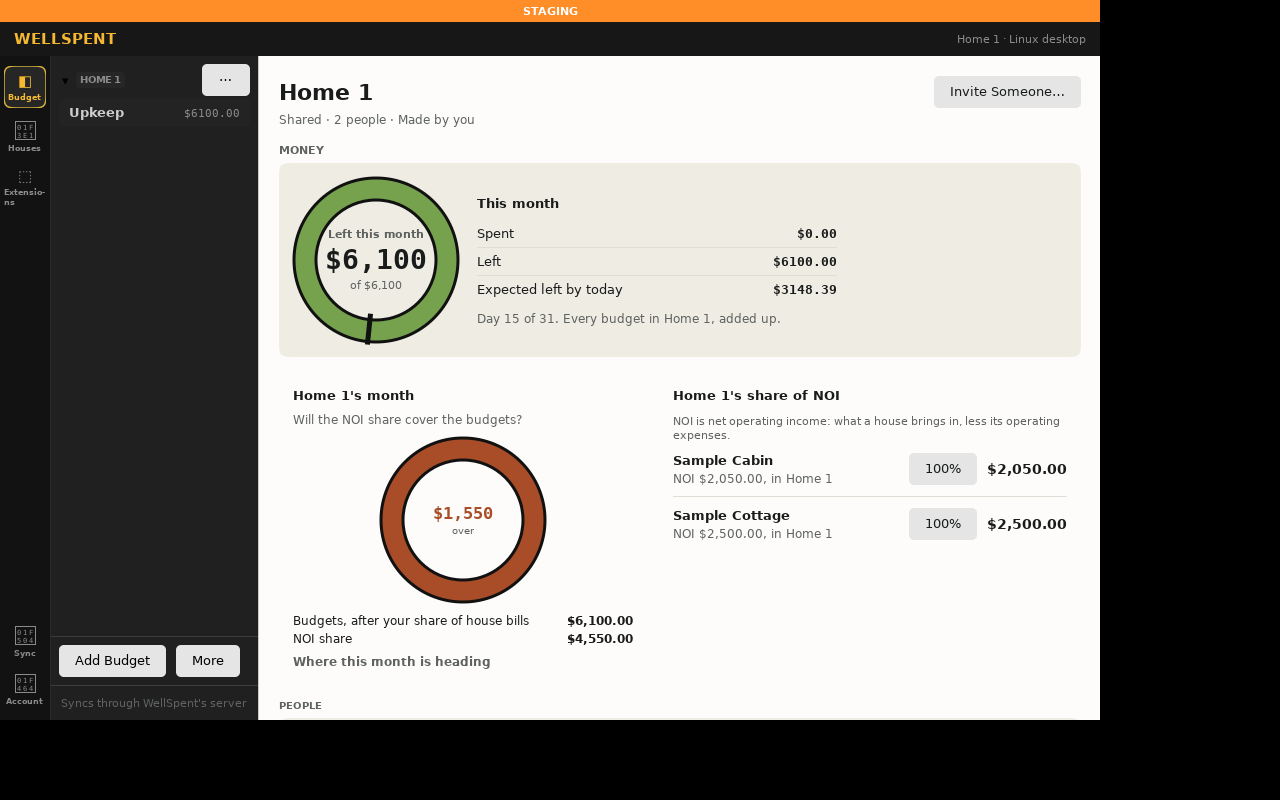 STAGING
WELLSPENT
Home 1 · Linux desktop
Budget
Houses
Extensio-
ns
HOME 1
...
Upkeep $6100.00
Home 1
Invite Someone...
Shared · 2 people · Made by you
MONEY
Left this month
$6,100
of $6,100
This month
Spent $0.00
Left $6100.00
Expected left by today $3148.39
Day 15 of 31. Every budget in Home 1, added up.
Home 1's month
Will the NOI share cover the budgets?
$1,550
over
Budgets, after your share of house bills $6,100.00
NOI share $4,550.00
Where this month is heading
Home 1's share of NOI
NOI is net operating income: what a house brings in, less its operating
expenses.
Sample Cabin
NOI $2,050.00, in Home 1
100% $2,050.00
Sample Cottage
NOI $2,500.00, in Home 1
100% $2,500.00
PEOPLE
01F
504
Sync
01F
464
Account
Add Budget
More
Syncs through WellSpent's server